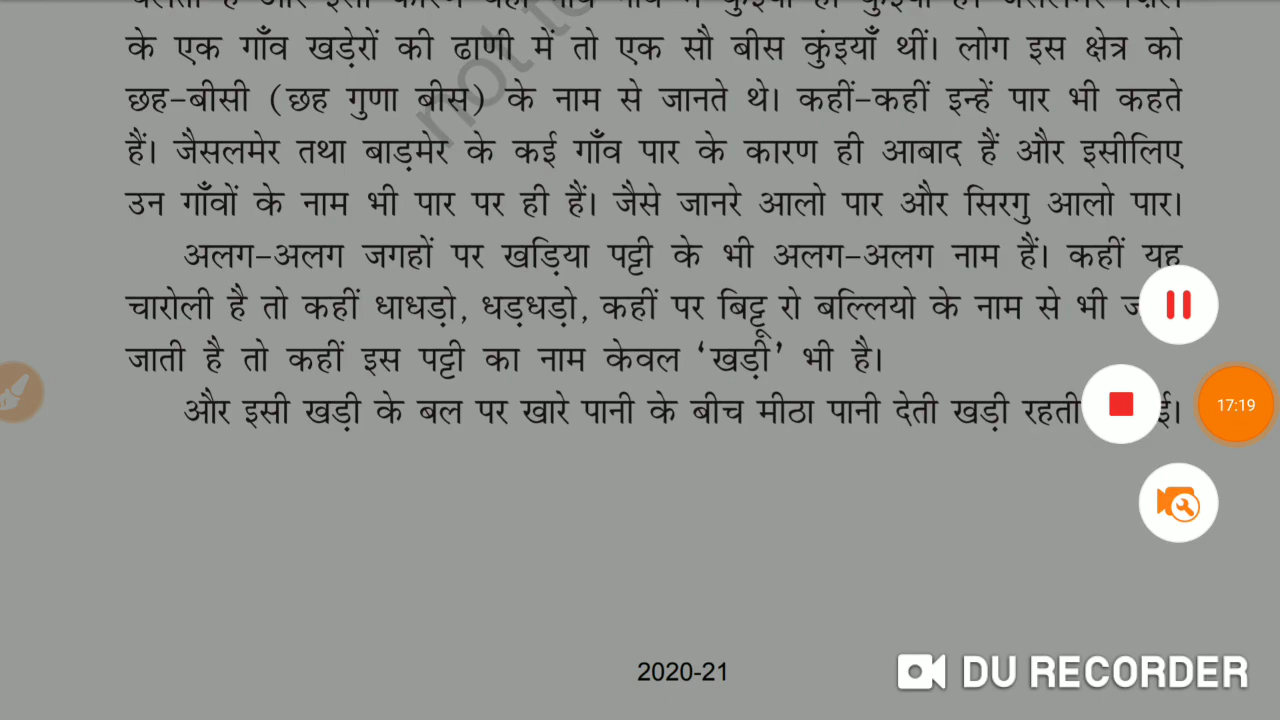 के एक गाँव खड़ेरों की ढाणी में तो एक सौ बीस कुंइयाँ थीं। लोग इस क्षेत्र को
छह-बीसी (छह गुणा बीस) के नाम से जानते थे। कहीं-कहीं इन्हें पार भी कहते
हैं। जैसलमेर तथा बाड़मेर के कई गाँव पार के कारण ही आबाद हैं और इसीलिए
उन गाँवों के नाम भी पार पर ही हैं। जैसे जानरे आलो पार और सिरगु आलो पार।
अलग-अलग जगहों पर खड़िया पट्टी के भी अलग-अलग नाम हैं। कहीं यह
चारोली है तो कहीं धाधड़ो, धड़धड़ो, कहीं पर बिट्टू रो बल्लियो के नाम से भी
जाती है तो कहीं इस पट्टी का नाम केवल ‘खड़ी’ भी है।
17:19
और इसी खड़ी के बल पर खारे पानी के बीच मीठा पानी देती खड़ी रहती
2020-21
DU RECORDER